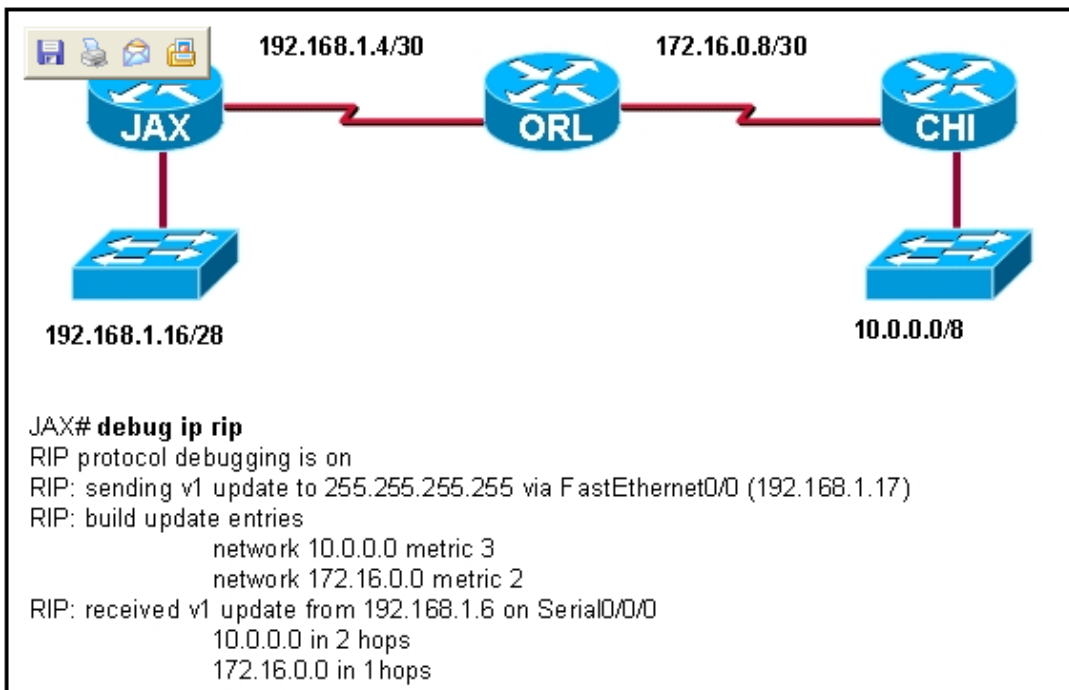 192.168.1.4/30
172.16.0.8/30
JAX
ORL
CHI
192.168.1.16/28
10.0.0.0/8
JAX# debug ip rip
RIP protocol debugging is on
RIP: sending v1 update to 255.255.255.255 via FastEthernet0/0 (192.168.1.17)
RIP: build update entries
network 10.0.0.0 metric 3
network 172.16.0.0 metric 2
RIP: received v1 update from 192.168.1.6 on Serial0/0/0
10.0.0.0 in 2 hops
172.16.0.0 in 1 hops